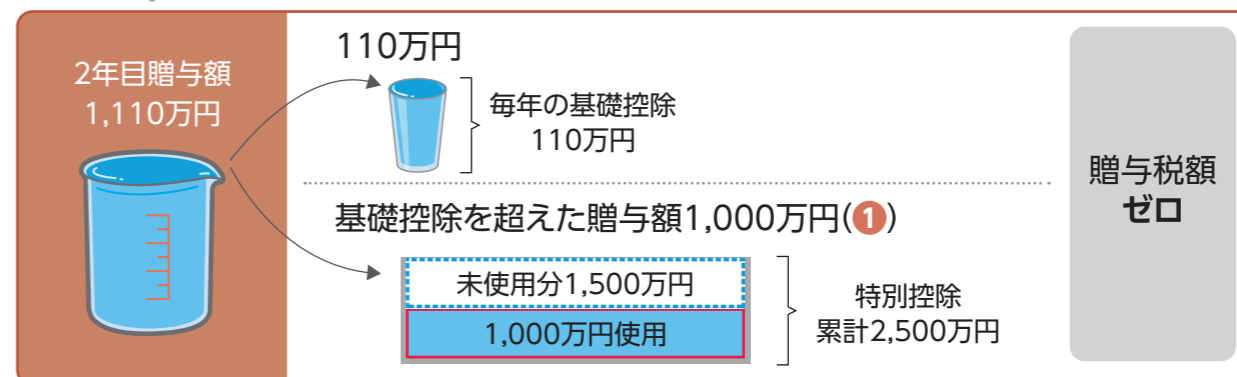 2年目贈与額
1,110万円
110万円
毎年の基礎控除
110万円
基礎控除を超えた贈与額1,000万円(1)
未使用分1,500万円
1,000万円使用
特別控除
累計2,500万円
贈与税額
ゼロ